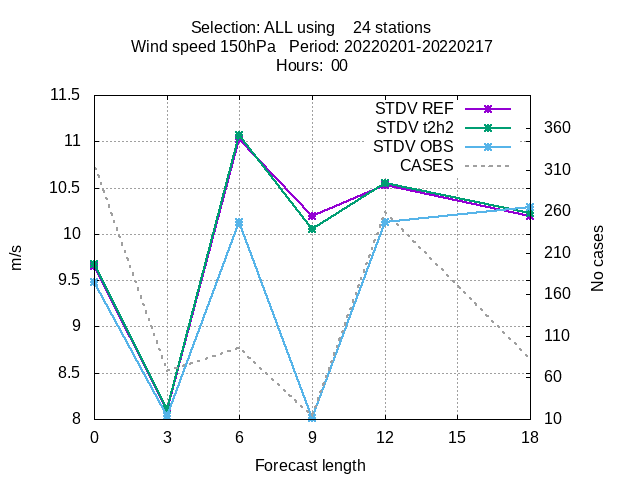 Selection: ALL using    24 stations
Wind speed 150hPa   Period: 20220201-20220217
Hours:  00
STDV REF
STDV t2h2
STDV OBS
CASES
11.5
11
10.5
10
9.5
9
8.5
8
m/s
360
310
260
210
160
110
60
10
No cases
0 3 6 9 12 15 18
Forecast length